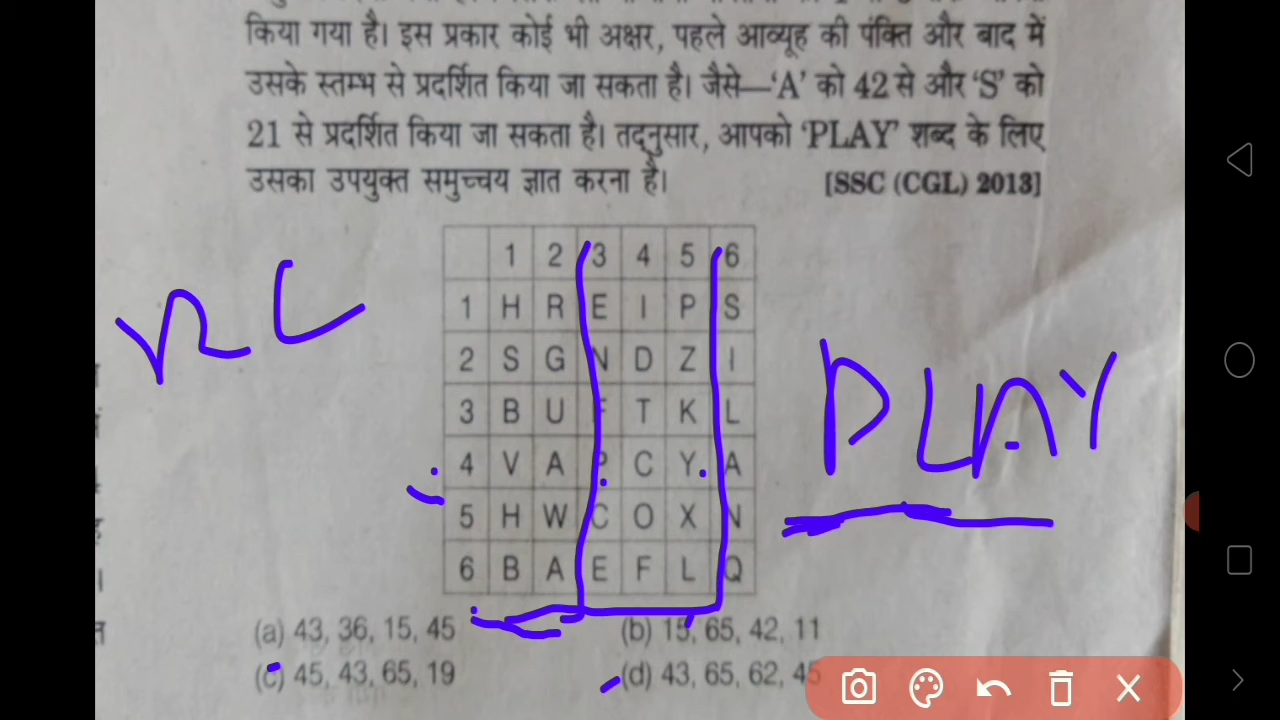 किया गया है। इस प्रकार कोई भी अक्षर, पहले आव्यूह की पंक्ति और बाद में
उसके स्तम्भ से प्रदर्शित किया जा सकता है। जैसे—‘A’ को 42 से और ‘S’ को
21 से प्रदर्शित किया जा सकता है। तद्नुसार, आपको ‘PLAY’ शब्द के लिए
उसका उपयुक्त समुच्चय ज्ञात करना है। [SSC (CGL) 2013]
1 2 3 4 5 6
1 H R E I P S
2 S G N D Z I
3 B U F T K L
4 V A P C Y A
5 H W C O X N
6 B A E F L Q
RC
PLAY
(a) 43, 36, 15, 45 (b) 15, 65, 42, 11
(c) 45, 43, 65, 19 (d) 43, 65, 62, 45